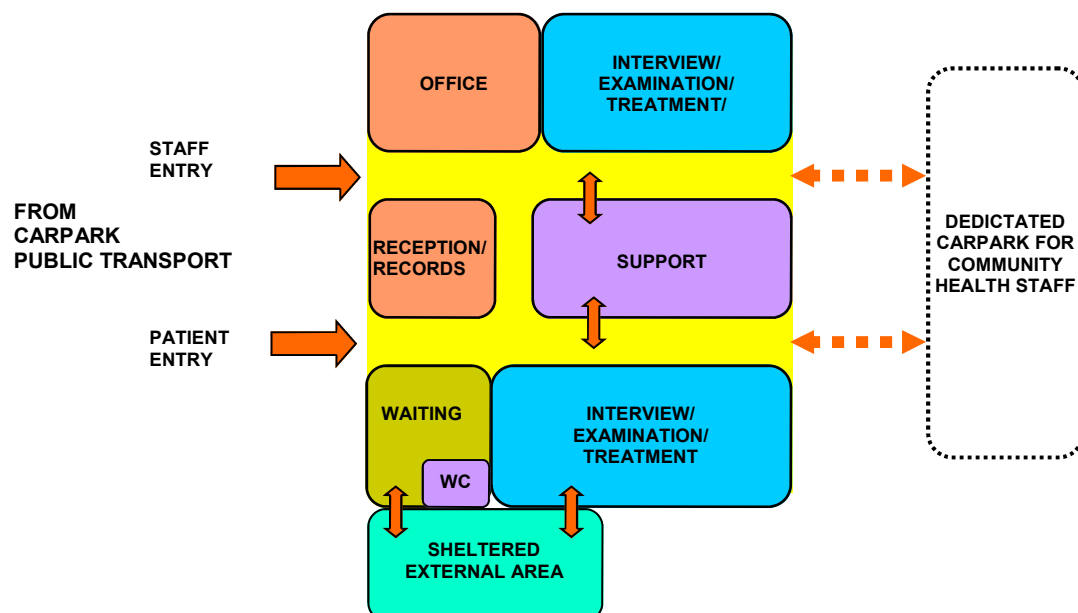 OFFICE
INTERVIEW/
EXAMINATION/
TREATMENT/
STAFF
ENTRY
FROM
CARPARK
PUBLIC TRANSPORT
RECEPTION/
RECORDS
SUPPORT
DEDICTATED
CARPARK FOR
COMMUNITY
HEALTH STAFF
PATIENT
ENTRY
WAITING
WC
INTERVIEW/
EXAMINATION/
TREATMENT
SHELTERED
EXTERNAL AREA